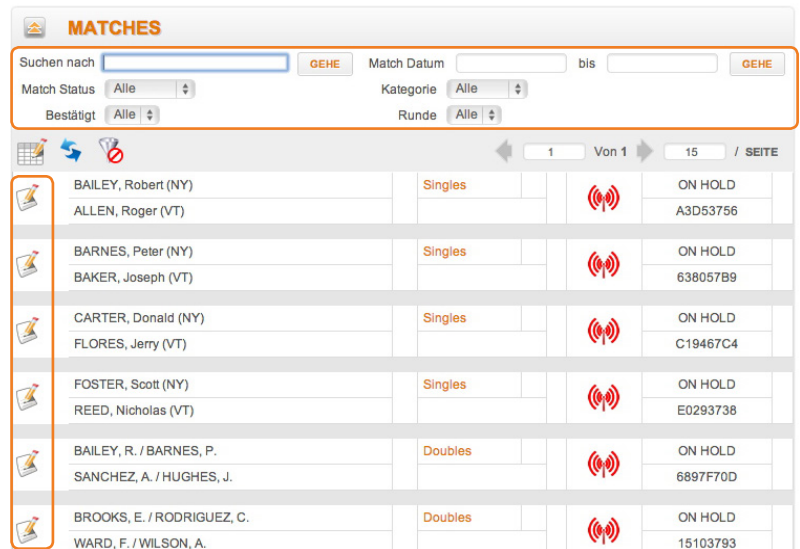 MATCHES
Suchen nach GEHE Match Datum bis GEHE
Match Status Alle Kategorie Alle
Bestätigt Alle Runde Alle
1 Von 1 15 / SEITE
BAILEY, Robert (NY) Singles ON HOLD
ALLEN, Roger (VT) A3D53756
BARNES, Peter (NY) Singles ON HOLD
BAKER, Joseph (VT) 638057B9
CARTER, Donald (NY) Singles ON HOLD
FLORES, Jerry (VT) C19467C4
FOSTER, Scott (NY) Singles ON HOLD
REED, Nicholas (VT) E0293738
BAILEY, R. / BARNES, P. Doubles ON HOLD
SANCHEZ, A. / HUGHES, J. 6897F70D
BROOKS, E. / RODRIGUEZ, C. Doubles ON HOLD
WARD, F. / WILSON, A. 15103793